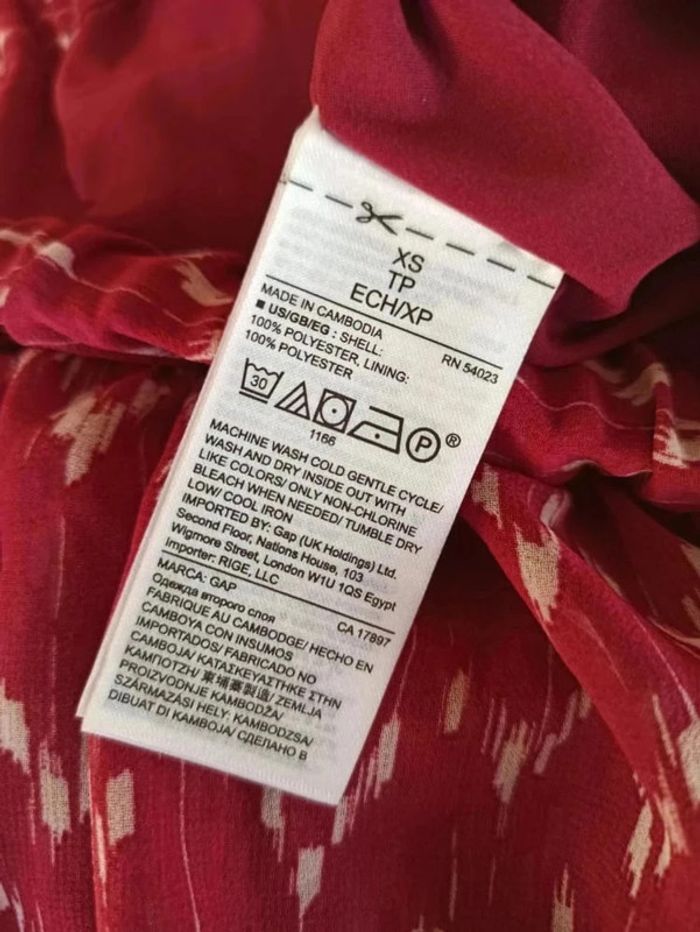 XS
TP
ECH/XP
MADE IN CAMBODIA
RN 54023
■ US/GB/EG : SHELL:
100% POLYESTER, LINING:
100% POLYESTER
30
P®
1166
MACHINE WASH COLD GENTLE CYCLE/
WASH AND DRY INSIDE OUT WITH
LIKE COLORS/ ONLY NON-CHLORINE
BLEACH WHEN NEEDED/ TUMBLE DRY
LOW/ COOL IRON
IMPORTED BY: Gap (UK Holdings) Ltd.
Second Floor, Nations House, 103
Wigmore Street, London W1U 1QS Egypt
Importer: RIGE, LLC
MARCA: GAP
CA 17897
Одежда второго слоя
FABRIQUE AU CAMBODGE/ HECHO EN
CAMBOYA CON INSUMOS
IMPORTADOS/ FABRICADO NO
CAMBOJA/ ΚΑΤΑΣΚΕΥΑΣΤΗΚΕ ΣΤΗΝ
ΚΑΜΠΟΤΖΗ/ 柬埔寨製造/ ZEMLJA
PROIZVODNJE KAMBODŽA/
SZÁRMAZÁSI HELY: KAMBODZSA/
DIBUAT DI KAMBOJA/ СДЕЛАНО В